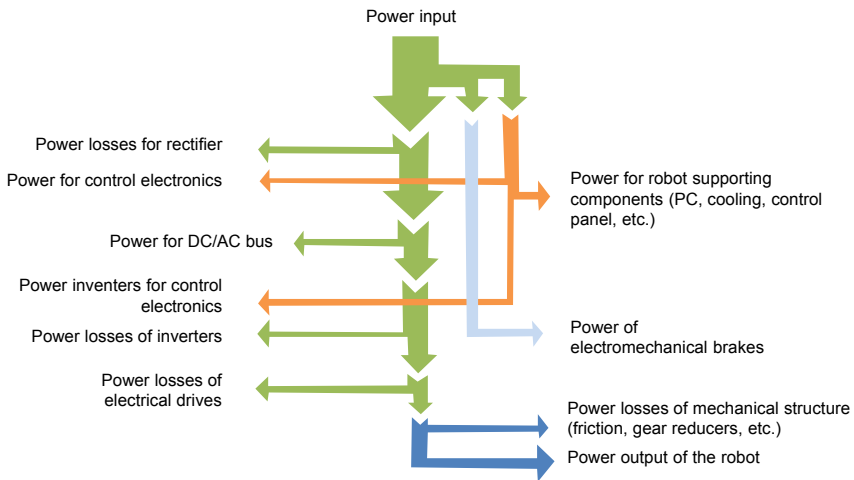 Power input
Power losses for rectifier
Power for control electronics
Power for robot supporting
components (PC, cooling, control
panel, etc.)
Power for DC/AC bus
Power inventers for control
electronics
Power losses of inverters
Power of
electromechanical brakes
Power losses of
electrical drives
Power losses of mechanical structure
(friction, gear reducers, etc.)
Power output of the robot